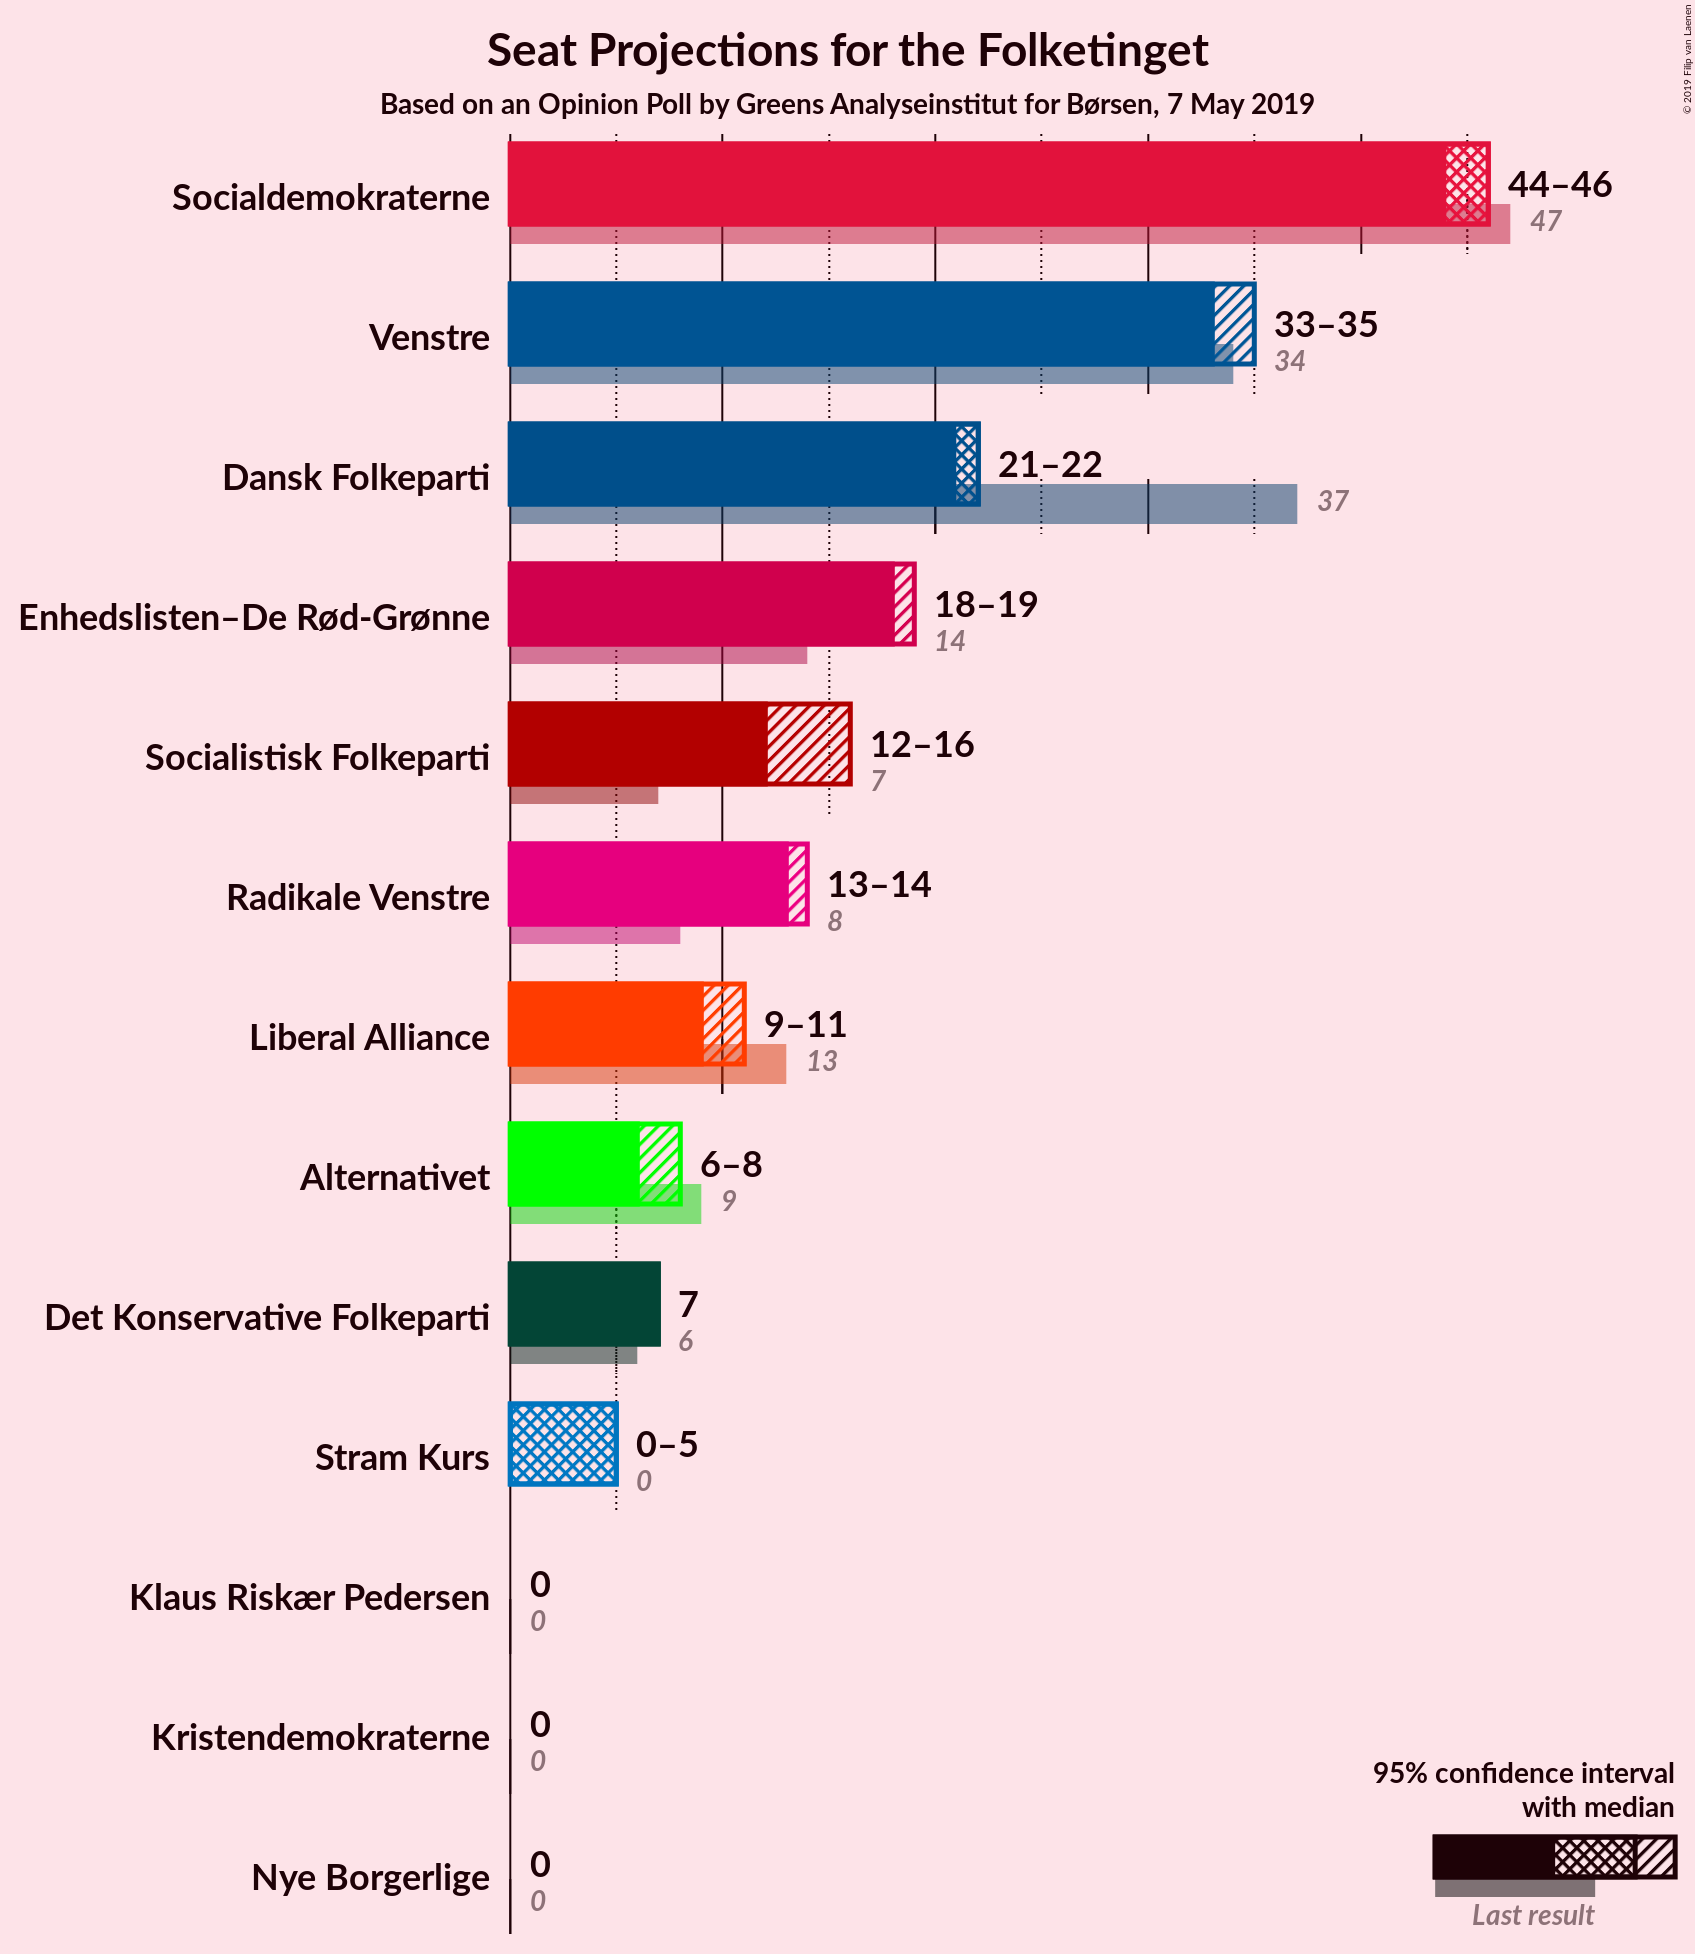 Seat Projections for the Folketinget
Based on an Opinion Poll by Greens Analyseinstitut for Børsen, 7 May 2019
© 2019 Filip van Laenen
Socialdemokraterne
44–46
47
Venstre
33–35
34
Dansk Folkeparti
21–22
37
Enhedslisten–De Rød-Grønne
18–19
14
Socialistisk Folkeparti
12–16
7
Radikale Venstre
13–14
8
Liberal Alliance
9–11
13
Alternativet
6–8
9
Det Konservative Folkeparti
7
6
Stram Kurs
0–5
0
Klaus Riskær Pedersen
0
0
Kristendemokraterne
0
0
Nye Borgerlige
0
0
95% confidence interval
with median
Last result